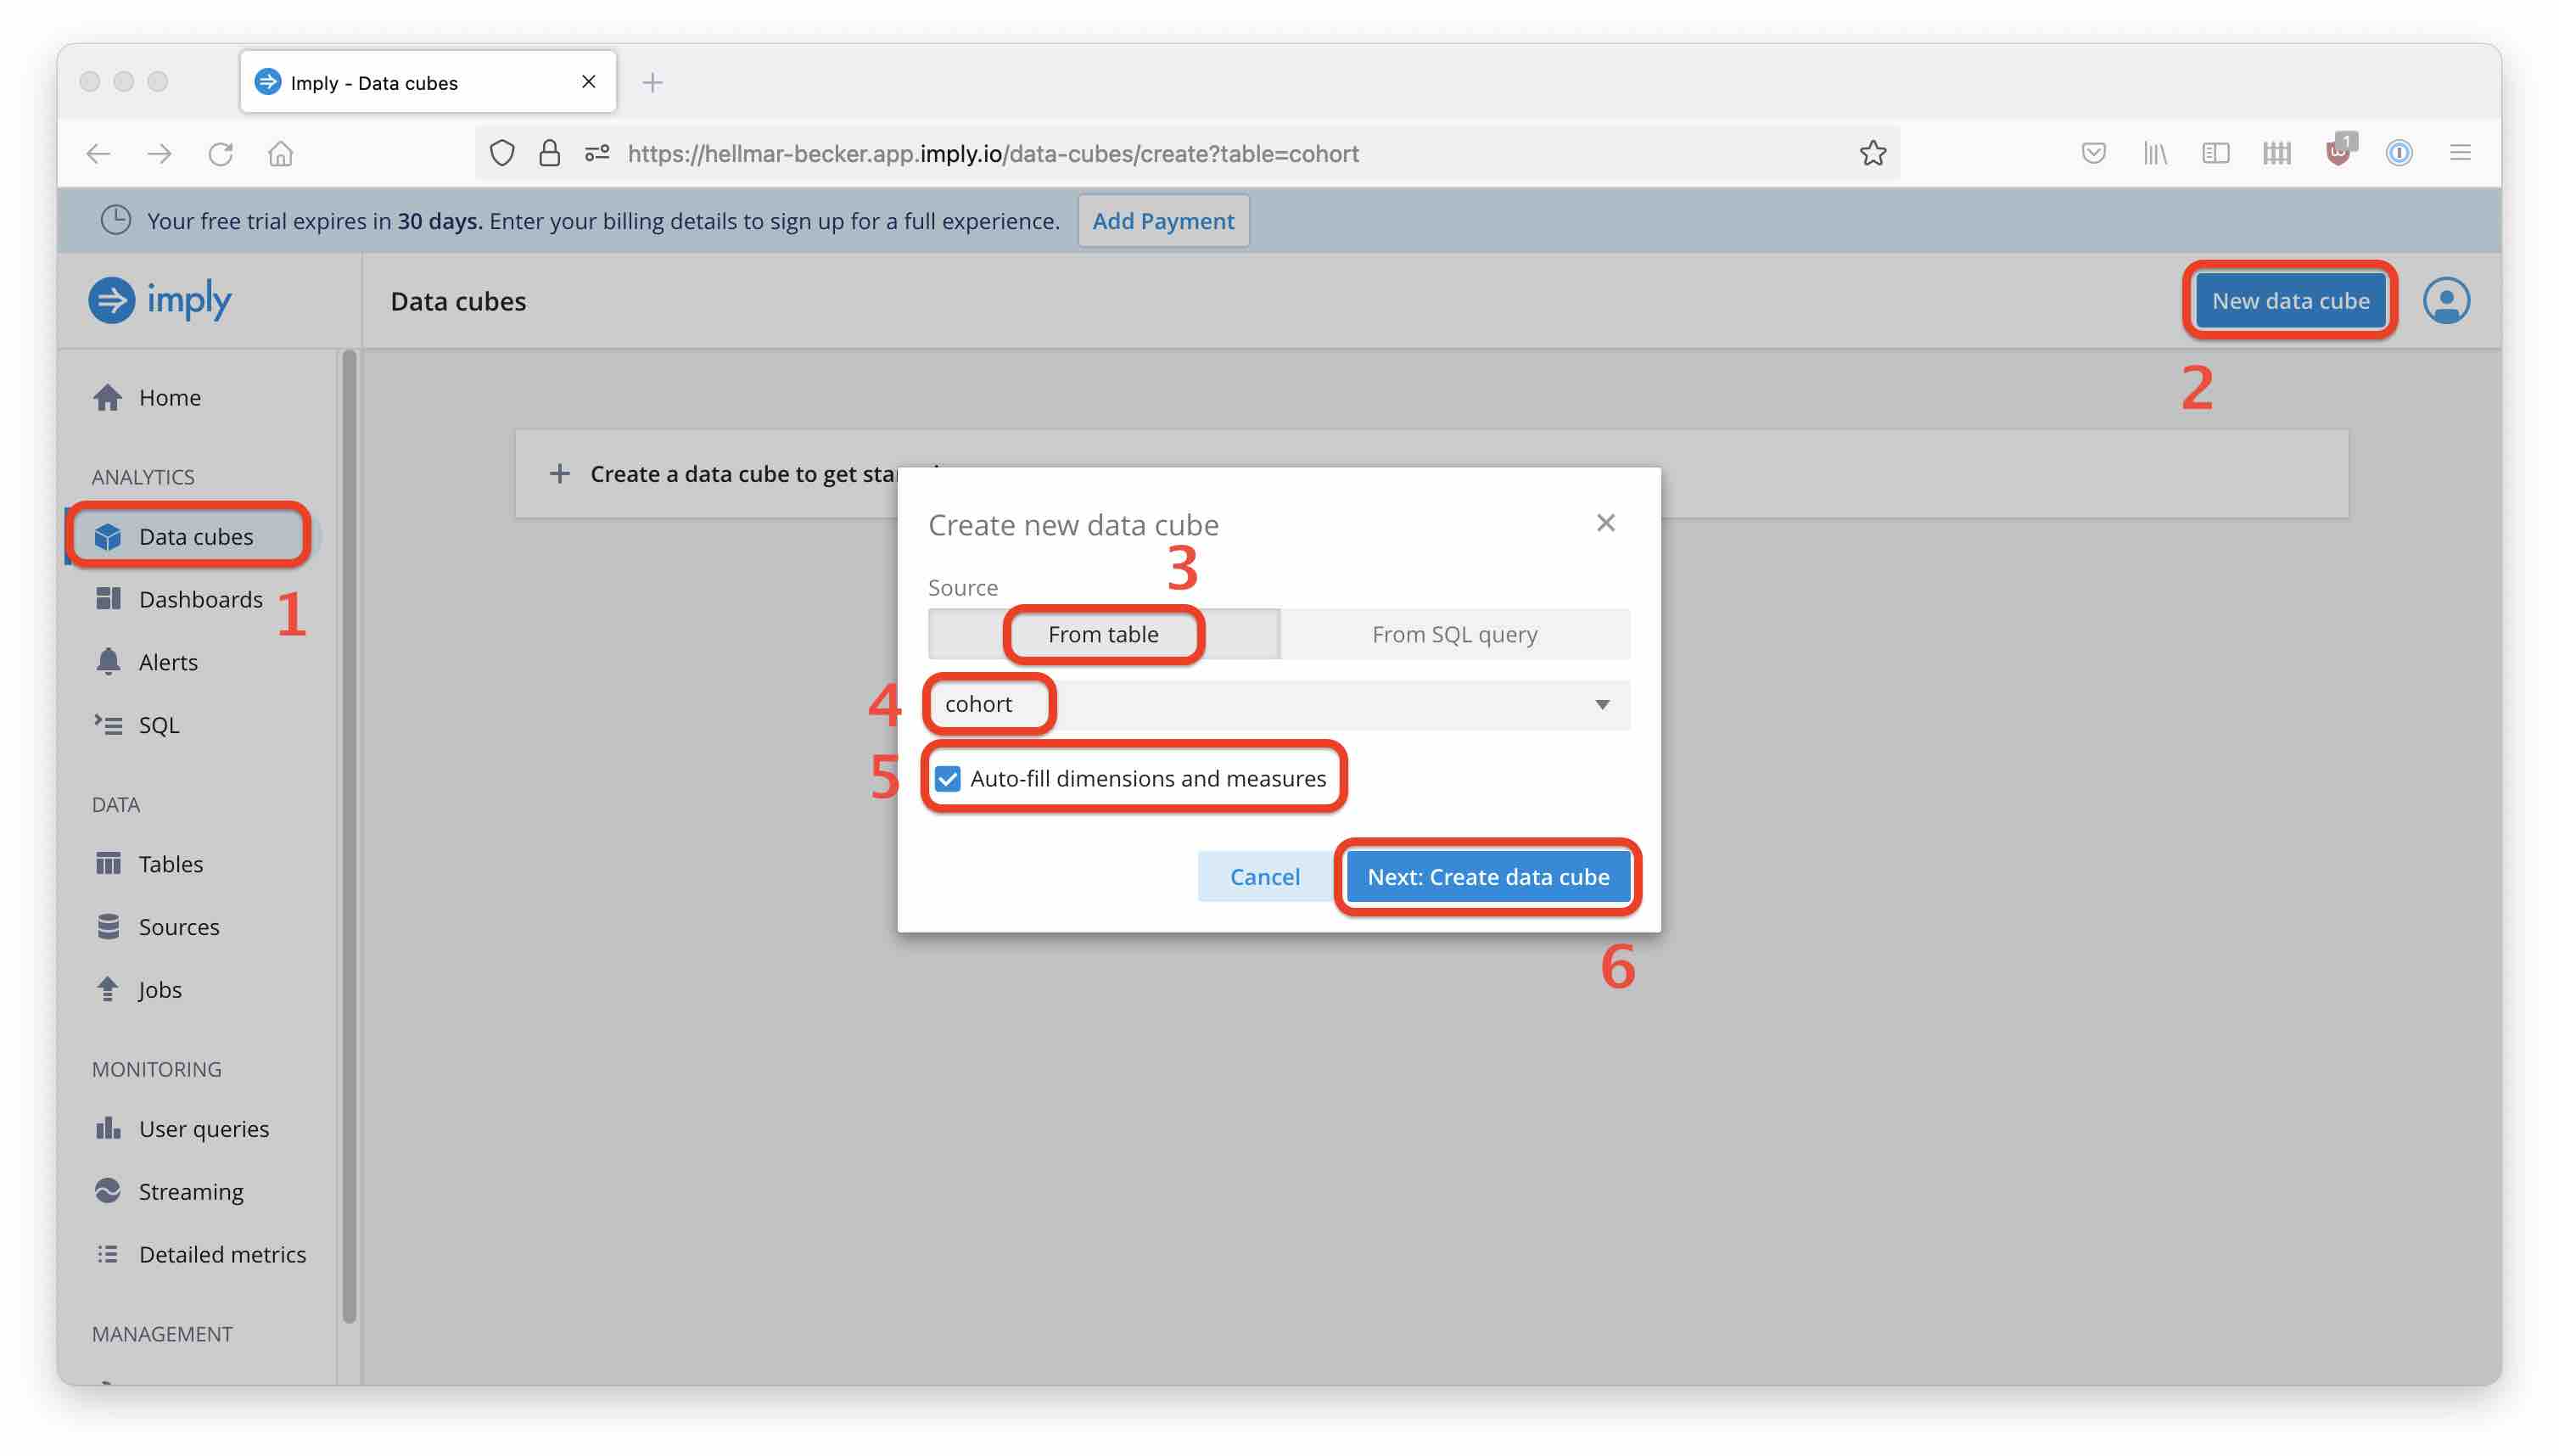 Imply - Data cubes
https://hellmar-becker.app.imply.io/data-cubes/create?table=cohort
1
Your free trial expires in 30 days. Enter your billing details to sign up for a full experience.
Add Payment
imply
Data cubes
New data cube
2
Home
ANALYTICS
Data cubes
1
Dashboards
Alerts
SQL
DATA
Tables
Sources
Jobs
MONITORING
User queries
Streaming
Detailed metrics
MANAGEMENT
Create a data cube to get
Create new data cube
3
Source
From table
From SQL query
4
cohort
5
Auto-fill dimensions and measures
Cancel
Next: Create data cube
6